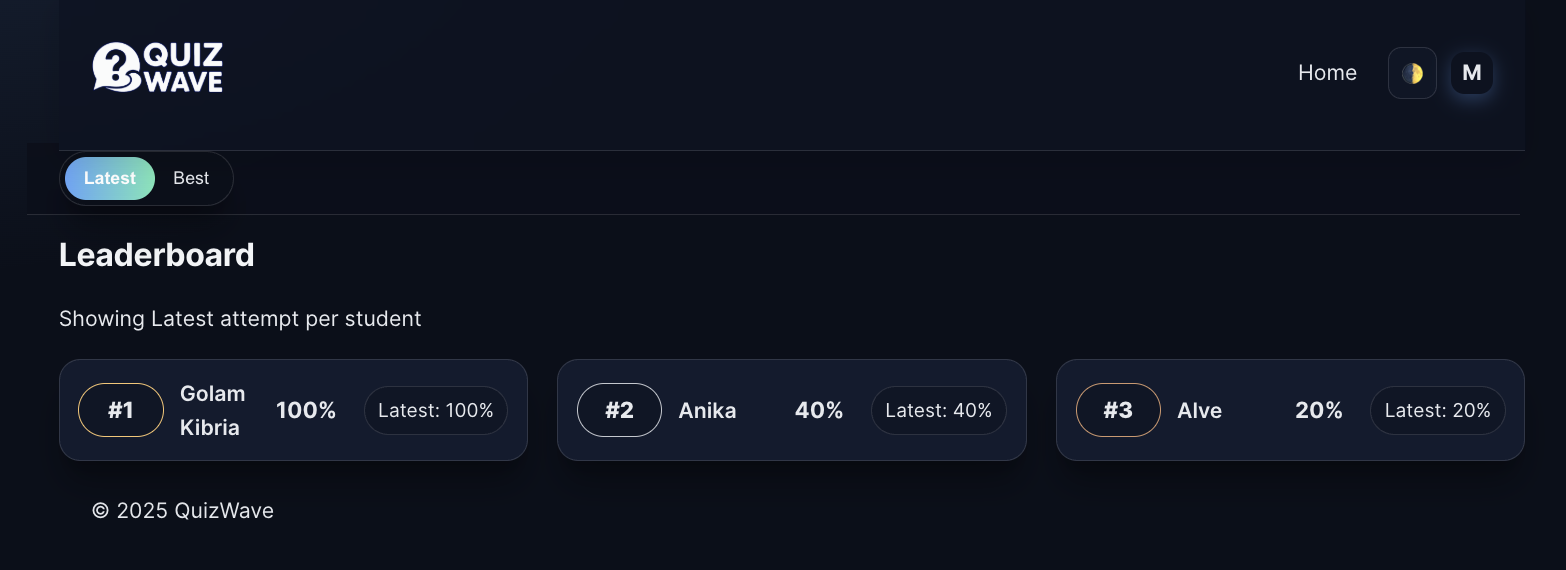 QUIZ
WAVE
Home
M
Latest
Best
Leaderboard
Showing Latest attempt per student
#1
Golam
Kibria
100%
Latest: 100%
#2
Anika
40%
Latest: 40%
#3
Alve
20%
Latest: 20%
© 2025 QuizWave